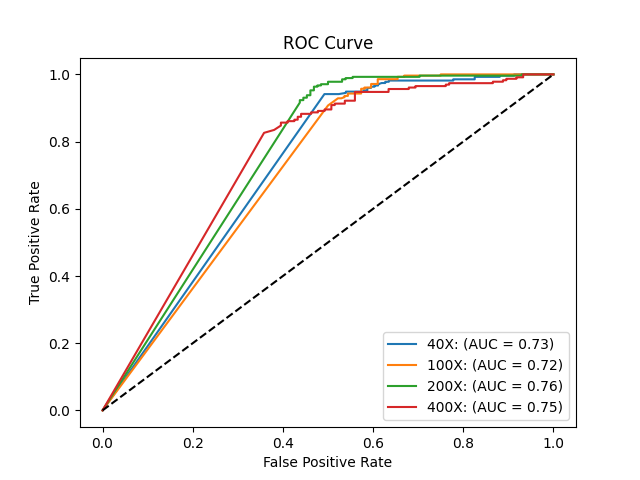 ROC Curve
True Positive Rate
1.0
0.8
0.6
0.4
0.2
0.0
40X: (AUC = 0.73)
100X: (AUC = 0.72)
200X: (AUC = 0.76)
400X: (AUC = 0.75)
0.0 0.2 0.4 0.6 0.8 1.0
False Positive Rate